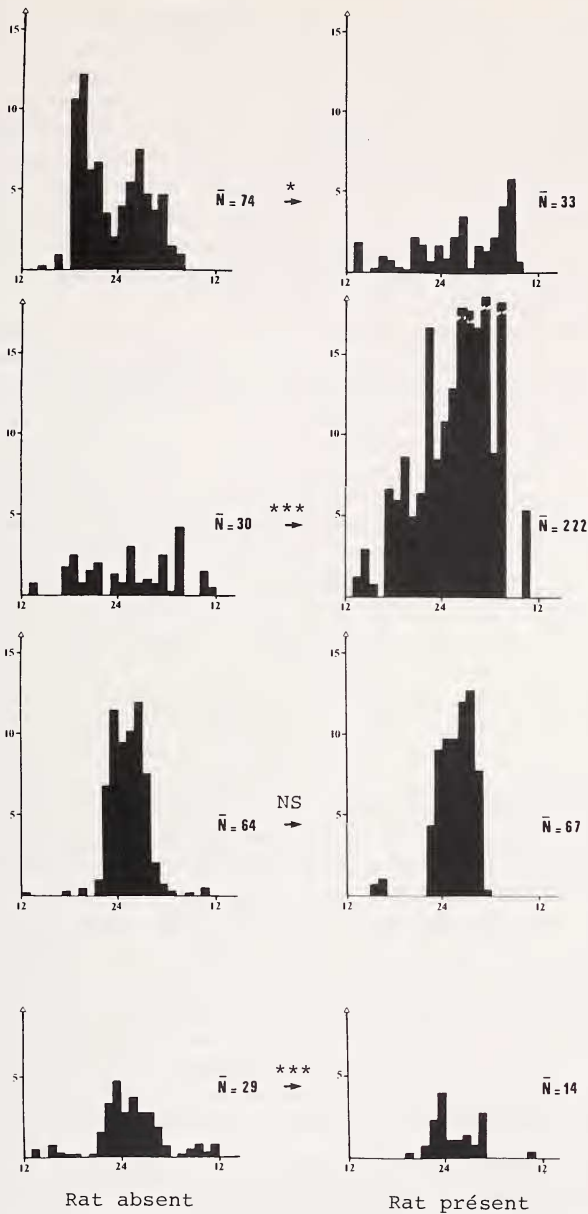 15
10
5
12 24 12
N̄ = 74
*
→
15
10
5
12 24 12
N̄ = 33
15
10
5
12 24 12
N̄ = 30
***
→
15
10
5
12 24 12
N̄ = 222
15
10
5
12 24 12
N̄ = 64
NS
→
15
10
5
12 24 12
N̄ = 67
5
12 24 12
N̄ = 29
***
→
5
12 24 12
N̄ = 14
Rat absent
Rat présent